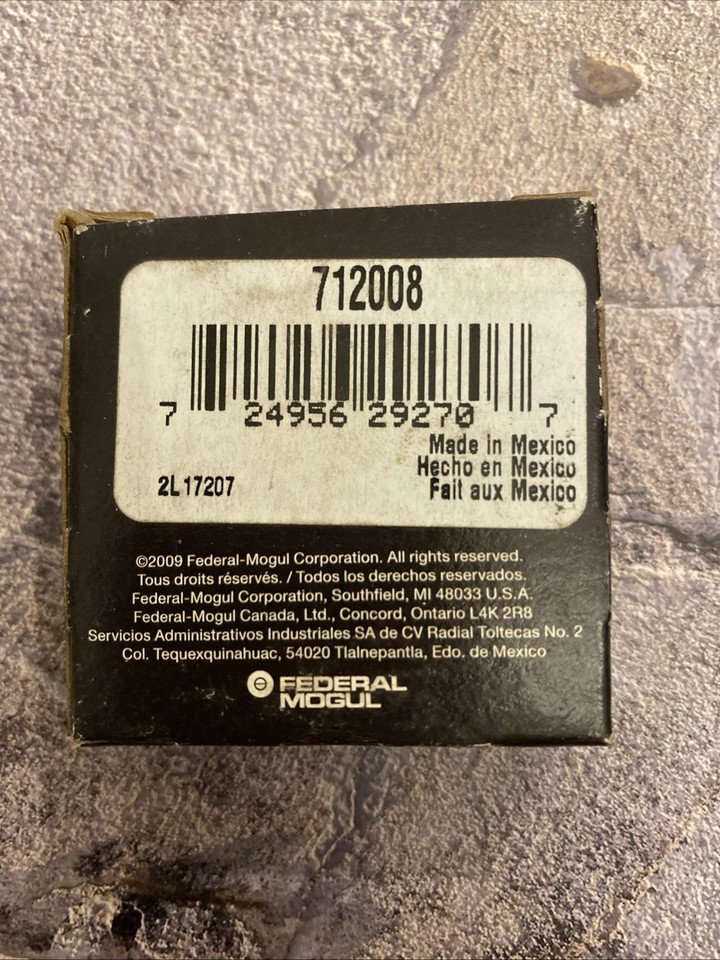 712008
7 24956 29270 7
Made in Mexico
Hecho en Mexico
2L17207
Fait aux Mexico
©2009 Federal-Mogul Corporation. All rights reserved.
Tous droits réservés. / Todos los derechos reservados.
Federal-Mogul Corporation, Southfield, MI 48033 U.S.A.
Federal-Mogul Canada, Ltd., Concord, Ontario L4K 2R8
Servicios Administrativos Industriales SA de CV Radial Toltecas No. 2
Col. Tequexquinahuac, 54020 Tlalnepantla, Edo. de Mexico
FEDERAL
MOGUL